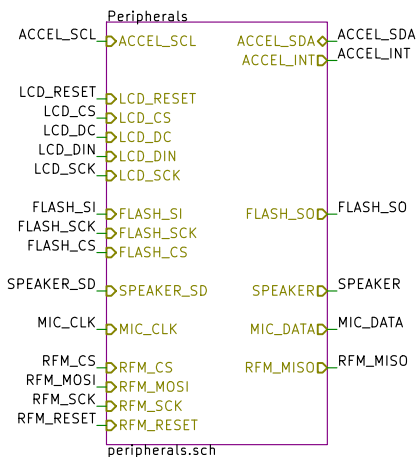 Peripherals
ACCEL_SCL ACCEL_SCL ACCEL_SDA ACCEL_SDA
ACCEL_INT ACCEL_INT
LCD_RESET LCD_RESET
LCD_CS LCD_CS
LCD_DC LCD_DC
LCD_DIN LCD_DIN
LCD_SCK LCD_SCK
FLASH_SI FLASH_SI FLASH_SO FLASH_SO
FLASH_SCK FLASH_SCK
FLASH_CS FLASH_CS
SPEAKER_SD SPEAKER_SD SPEAKER SPEAKER
MIC_CLK MIC_CLK MIC_DATA MIC_DATA
RFM_CS RFM_CS RFM_MISO RFM_MISO
RFM_MOSI RFM_MOSI
RFM_SCK RFM_SCK
RFM_RESET RFM_RESET
peripherals.sch